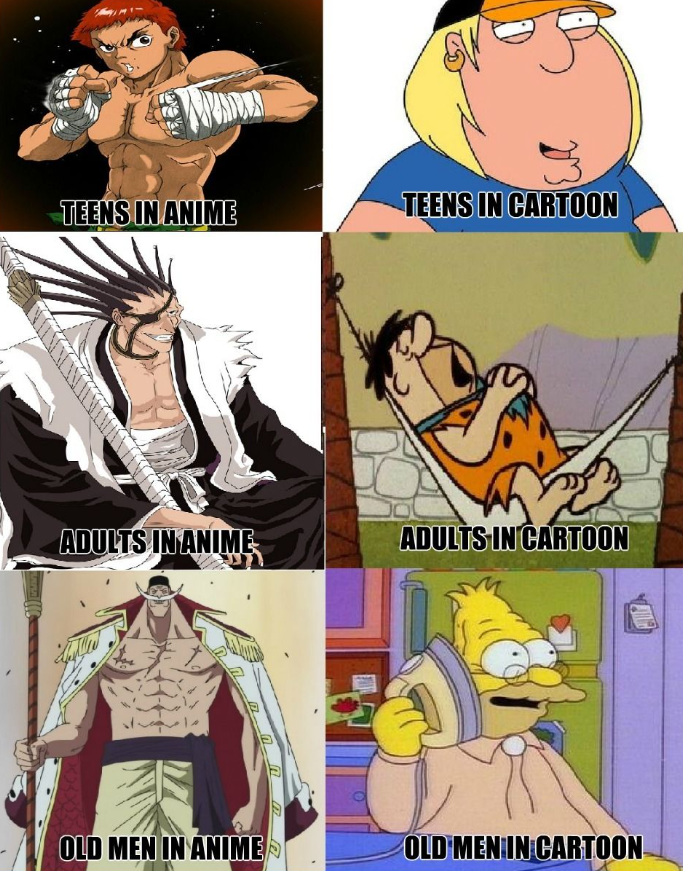 TEENS IN ANIME
TEENS IN CARTOON
ADULTS IN ANIME
ADULTS IN CARTOON
OLD MEN IN ANIME
OLD MEN IN CARTOON